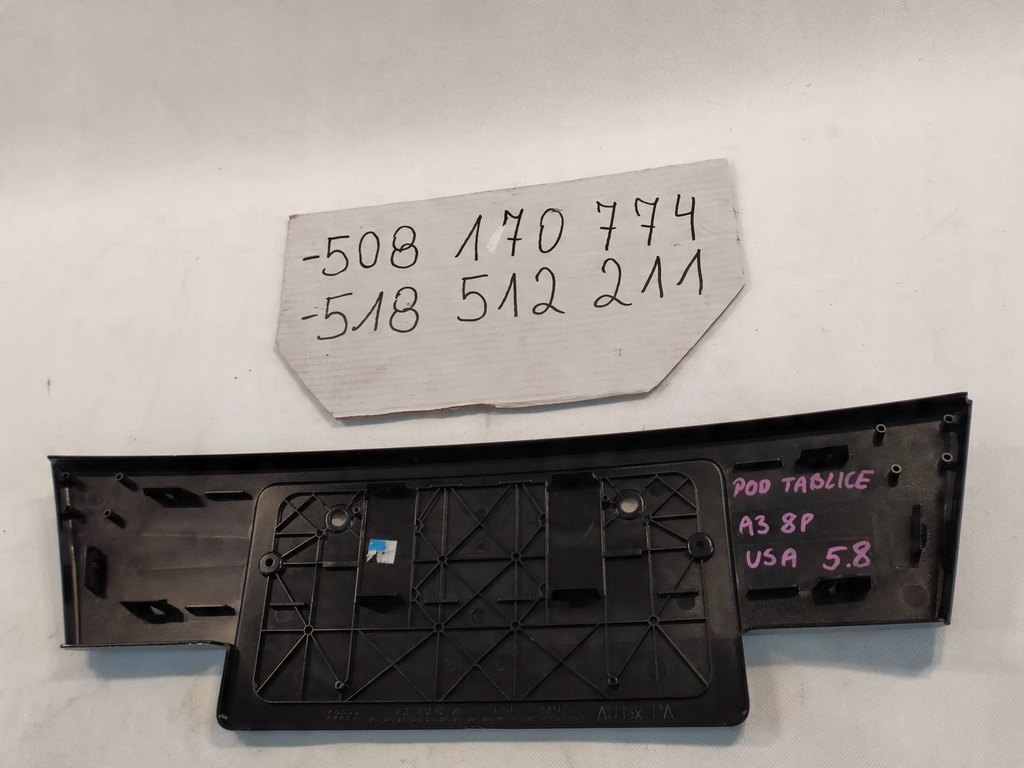 -508 170 774
-518 512 211
POD TABLICE
A3 8P
USA 5.8